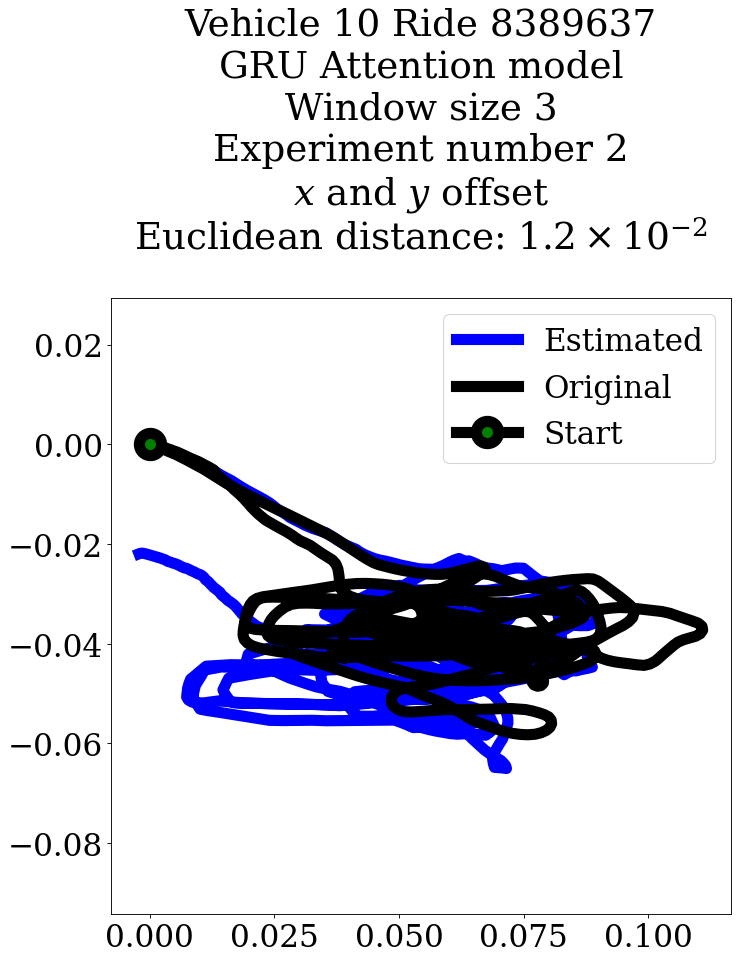 Vehicle 10 Ride 8389637
GRU Attention model
Window size 3
Experiment number 2
x and y offset
Euclidean distance: 1.2 × 10⁻²
Estimated
Original
Start
0.02
0.00
−0.02
−0.04
−0.06
−0.08
0.000 0.025 0.050 0.075 0.100